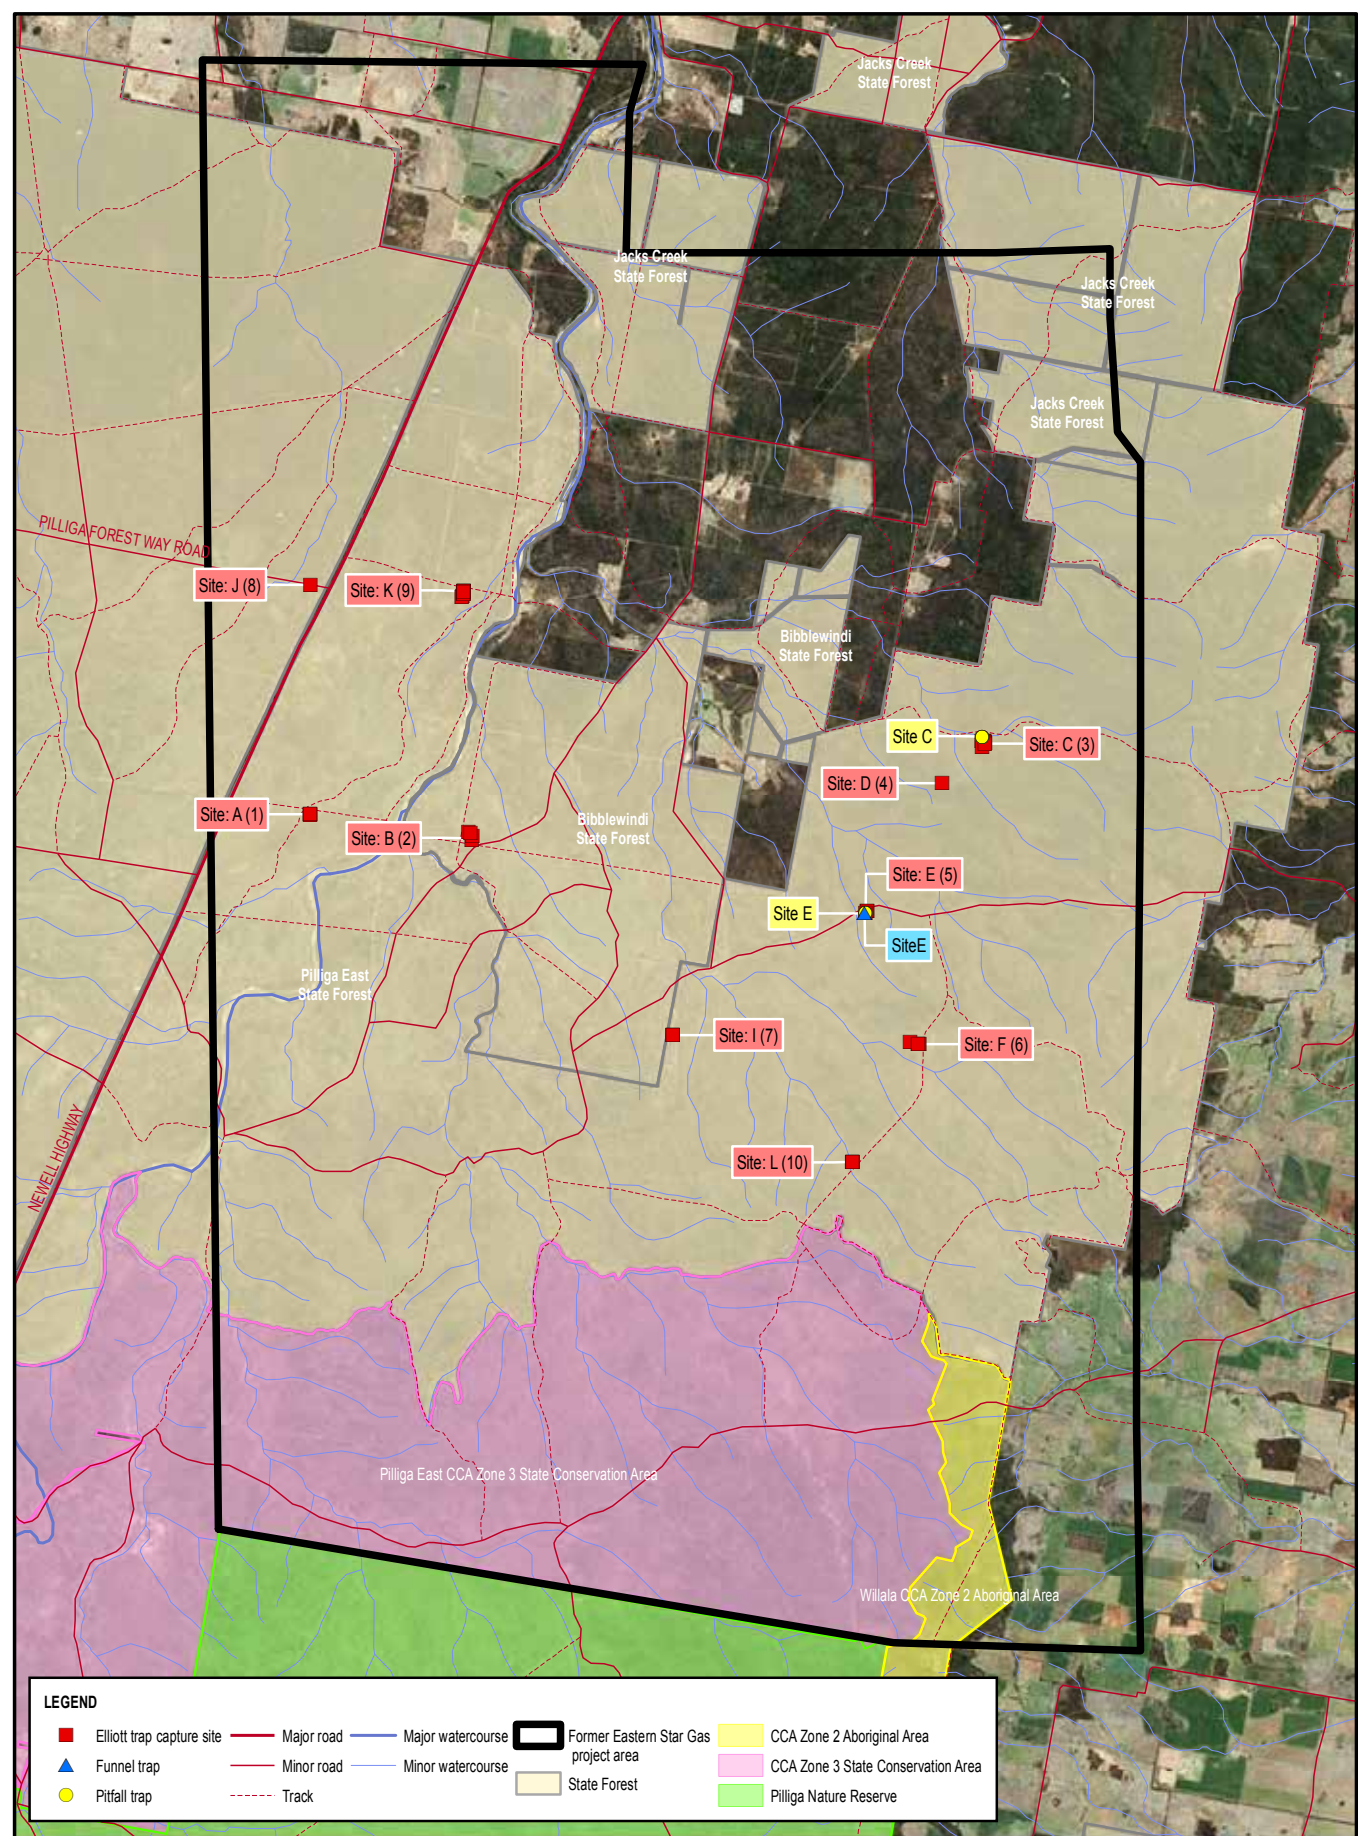 Jacks Creek
State Forest
Jacks Creek
State Forest
Jacks Creek
State Forest
Jacks Creek
State Forest
PILLIGA FOREST WAY ROAD
Site: J (8)
Site: K (9)
Bibblewindi
State Forest
Site C
Site: C (3)
Site: D (4)
Site: A (1)
Site: B (2)
Bibblewindi
State Forest
Site: E (5)
Site E
SiteE
Pilliga East
State Forest
Site: I (7)
Site: F (6)
NEWELL HIGHWAY
Site: L (10)
Pilliga East CCA Zone 3 State Conservation Area
Willala CCA Zone 2 Aboriginal Area
LEGEND
Elliott trap capture site
Funnel trap
Pitfall trap
Major road
Minor road
Track
Major watercourse
Minor watercourse
Former Eastern Star Gas
project area
State Forest
CCA Zone 2 Aboriginal Area
CCA Zone 3 State Conservation Area
Pilliga Nature Reserve